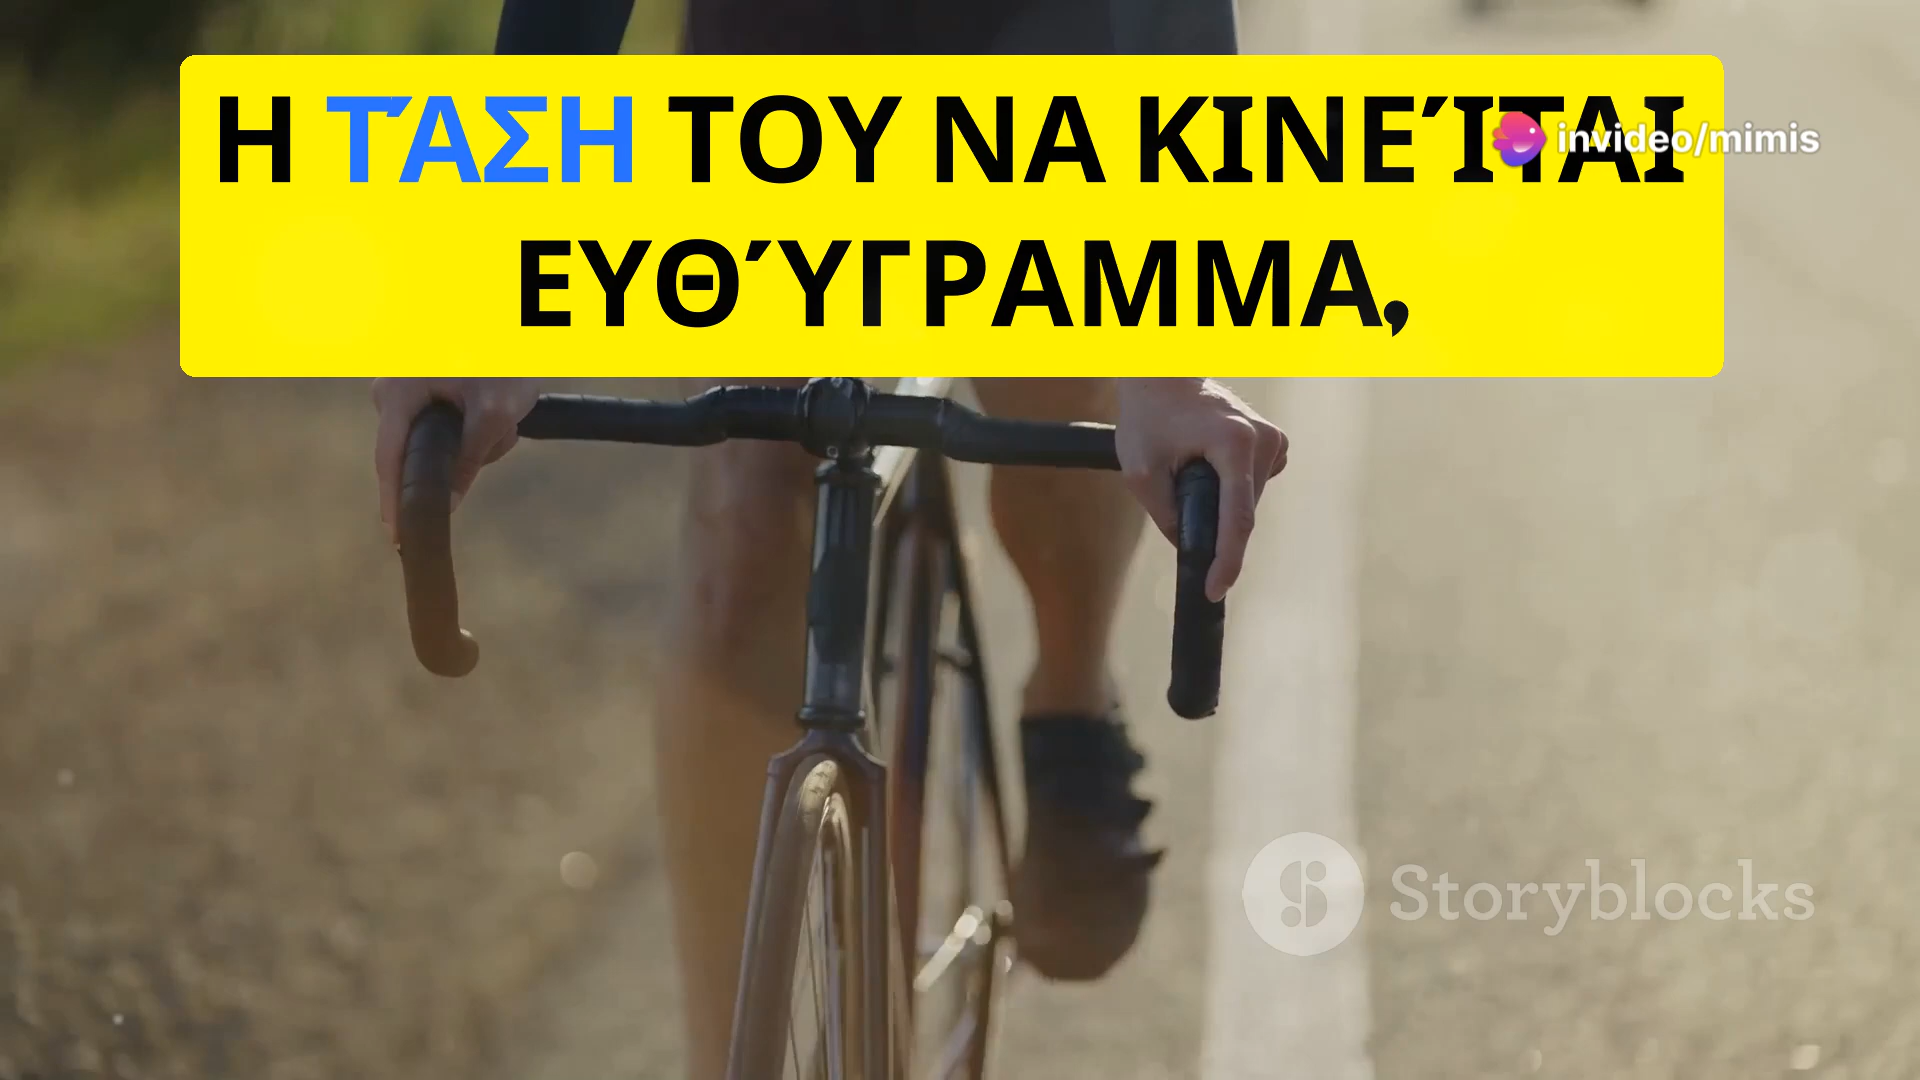 Η ΤΆΣΗ ΤΟΥ ΝΑ ΚΙΝΕΊΤΑΙ
invideo/mimis
ΕΥΘΎΓΡΑΜΜΑ,
Storyblocks